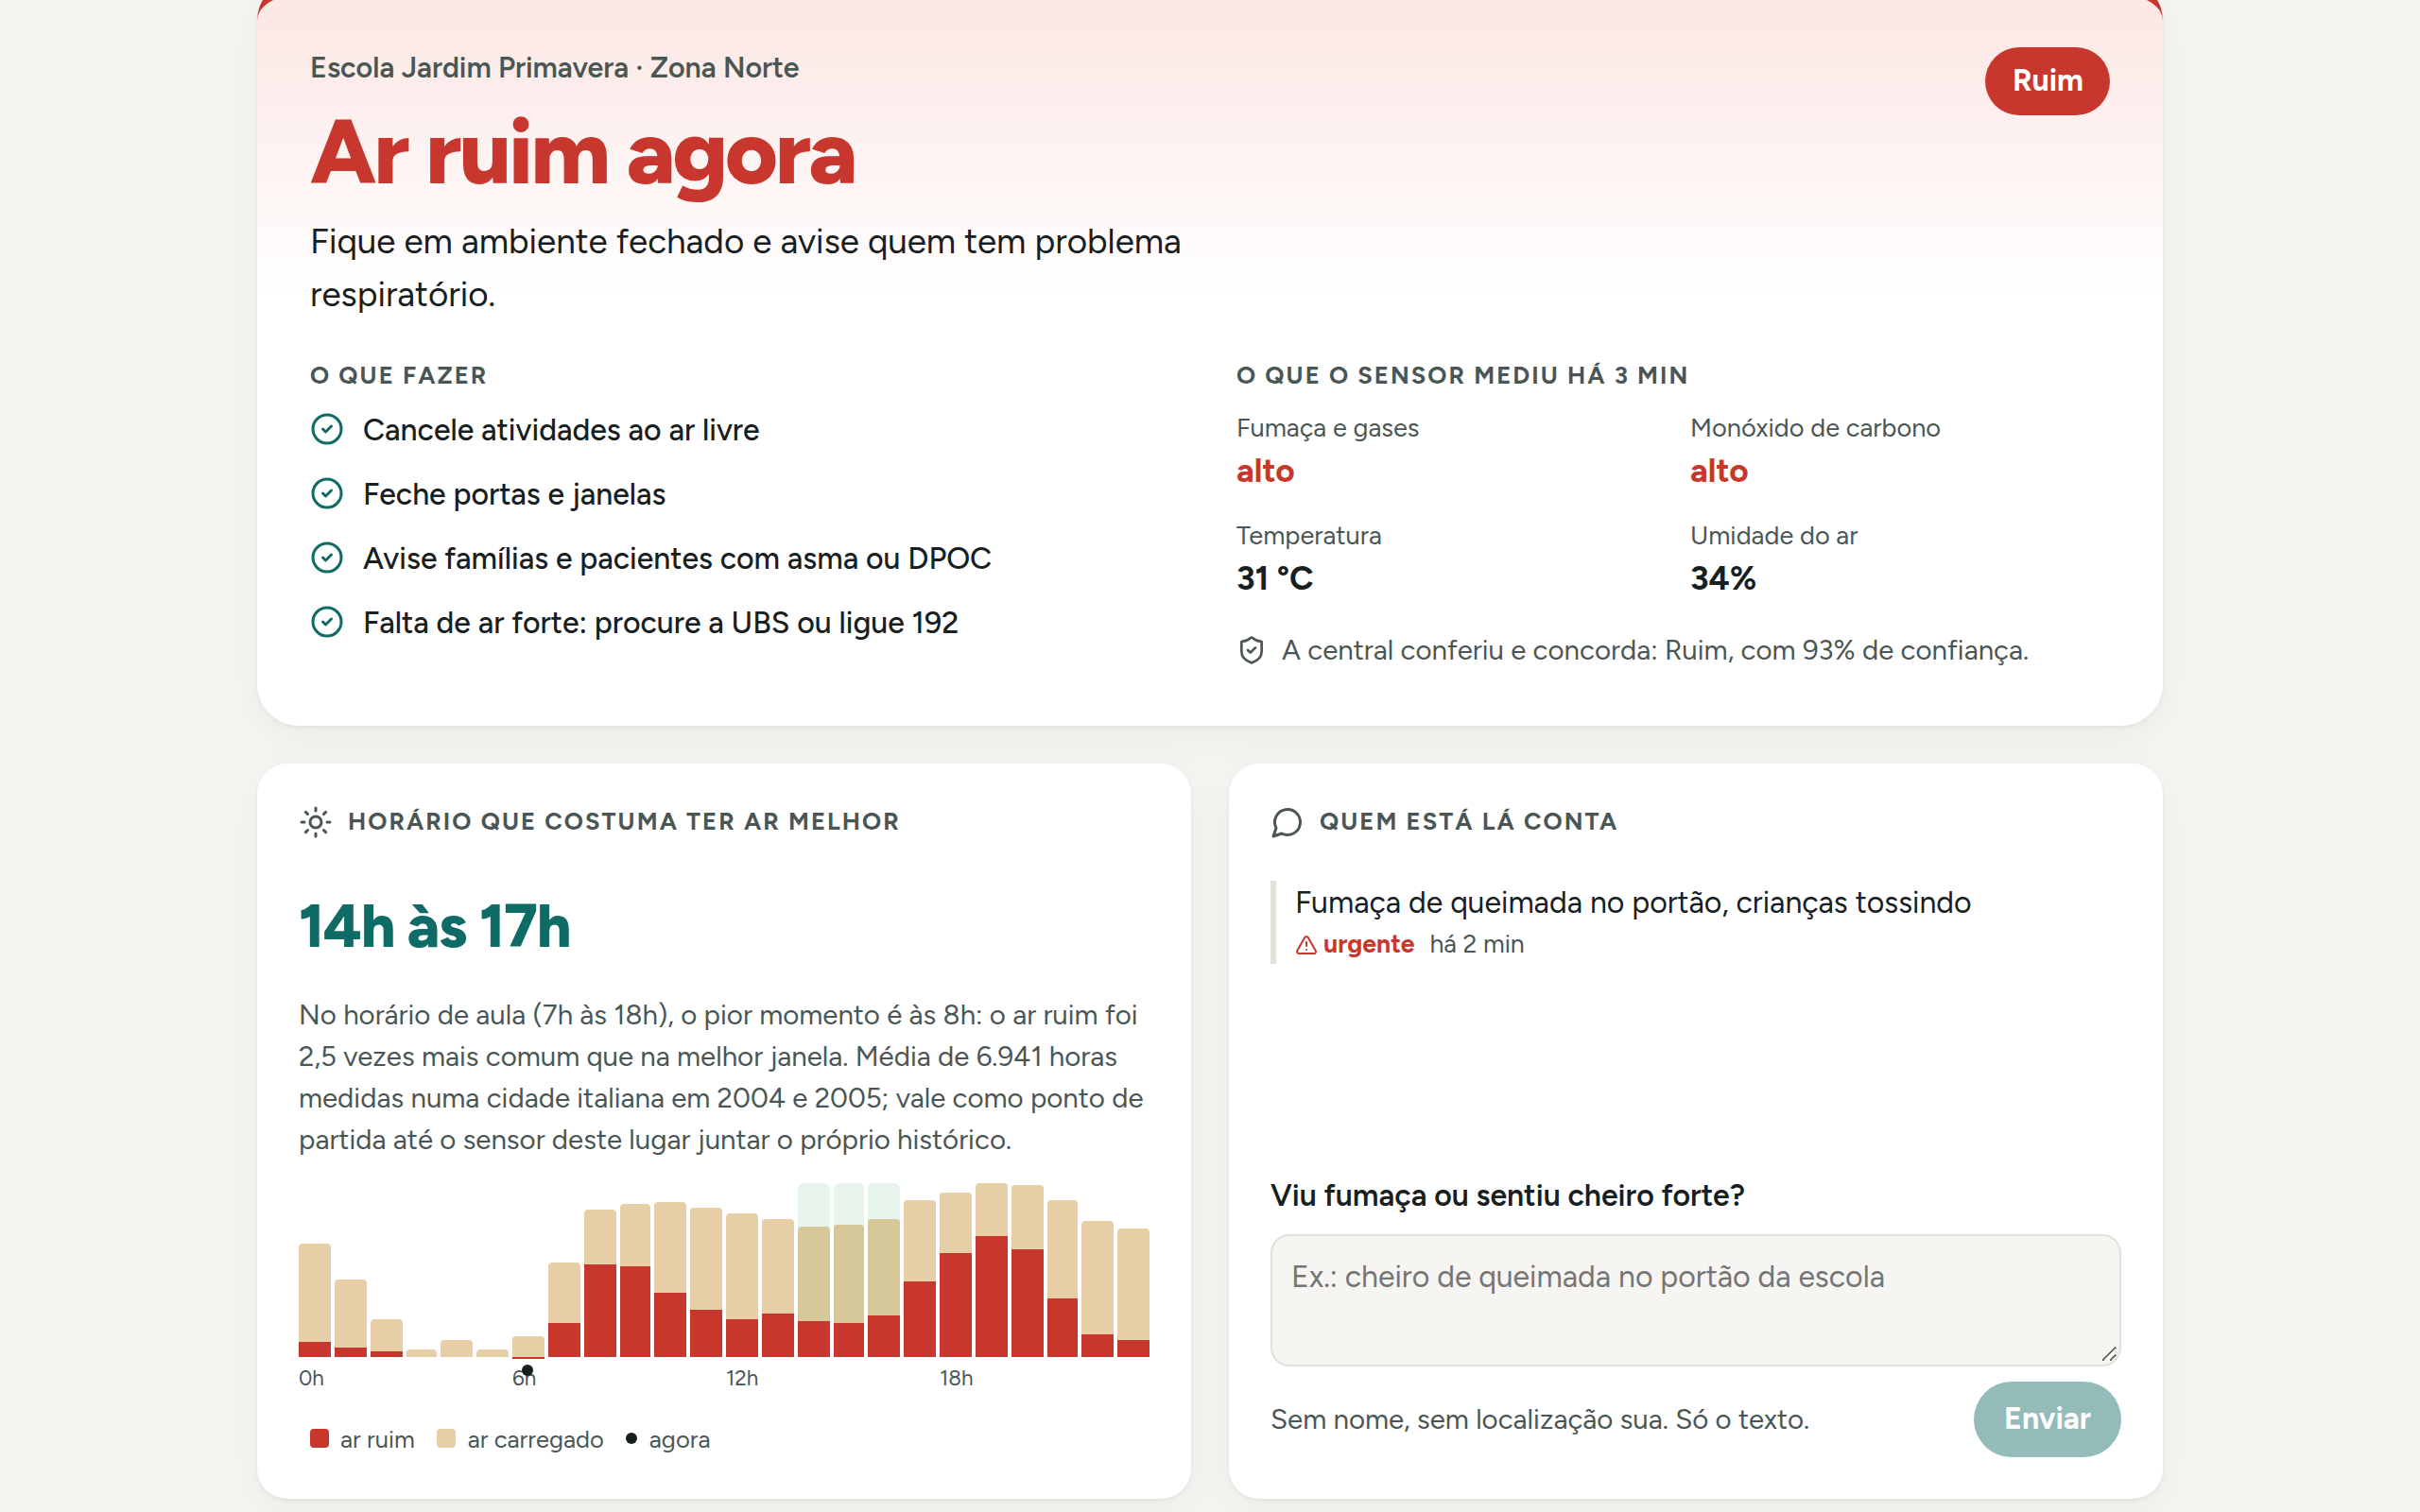 Escola Jardim Primavera · Zona Norte
Ruim
Ar ruim agora
Fique em ambiente fechado e avise quem tem problema
respiratório.
O QUE FAZER
Cancele atividades ao ar livre
Feche portas e janelas
Avise famílias e pacientes com asma ou DPOC
Falta de ar forte: procure a UBS ou ligue 192
O QUE O SENSOR MEDIU HÁ 3 MIN
Fumaça e gases
alto
Monóxido de carbono
alto
Temperatura
31 °C
Umidade do ar
34%
A central conferiu e concorda: Ruim, com 93% de confiança.
HORÁRIO QUE COSTUMA TER AR MELHOR
14h às 17h
No horário de aula (7h às 18h), o pior momento é às 8h: o ar ruim foi
2,5 vezes mais comum que na melhor janela. Média de 6.941 horas
medidas numa cidade italiana em 2004 e 2005; vale como ponto de
partida até o sensor deste lugar juntar o próprio histórico.
0h 6h 12h 18h
ar ruim ar carregado agora
QUEM ESTÁ LÁ CONTA
Fumaça de queimada no portão, crianças tossindo
urgente há 2 min
Viu fumaça ou sentiu cheiro forte?
Ex.: cheiro de queimada no portão da escola
Sem nome, sem localização sua. Só o texto.
Enviar